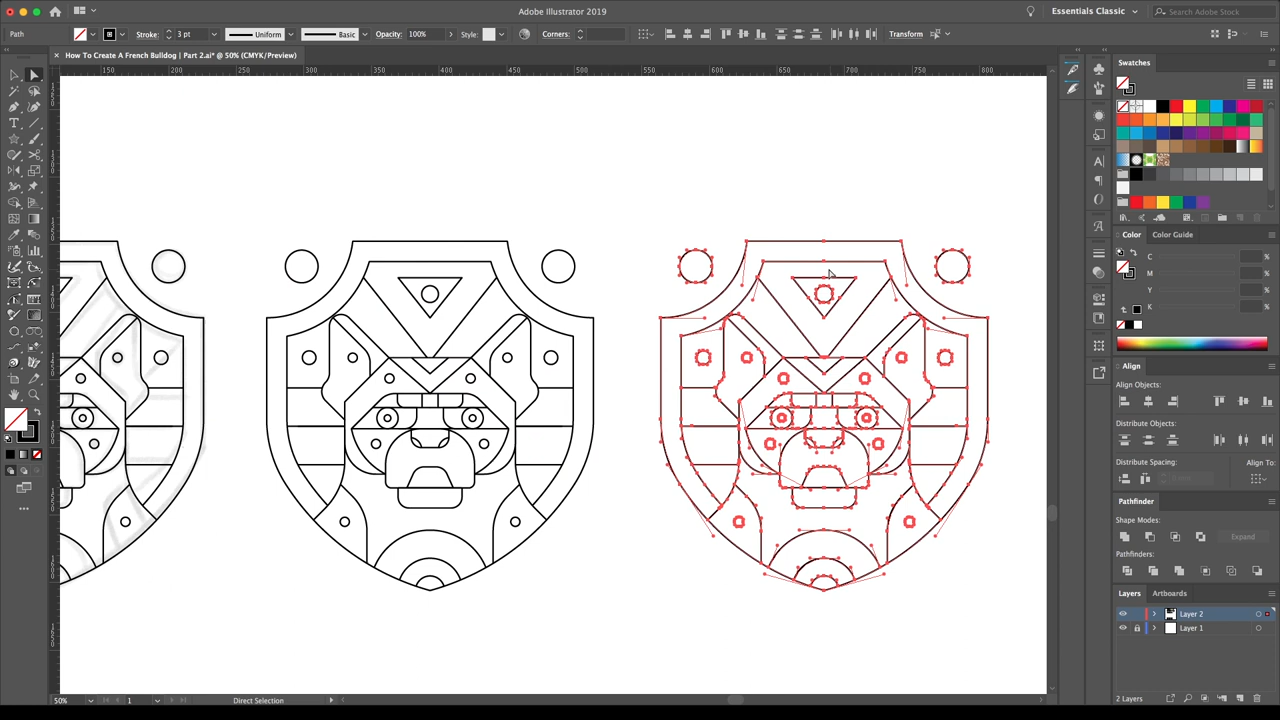 Adobe Illustrator 2019
Essentials Classic
Search Adobe Stock
Path
Stroke: 3 pt
Uniform
Basic
Opacity: 100%
Style:
Corners:
Transform
× How To Create A French Bulldog | Part 2.ai* @ 50% (CMYK/Preview)
150 200 250 300 350 400 450 500 550 600 650 700 750 800
Swatches
Color Color Guide
C %
M %
Y %
K %
Align
Align Objects:
Distribute Objects:
Distribute Spacing: Align To:
Pathfinder
Shape Modes:
Expand
Pathfinders:
Layers Artboards
Layer 2
Layer 1
2 Layers
50% 1 Direct Selection